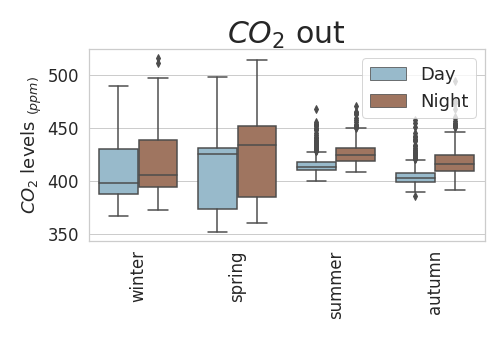 CO₂ out
500
450
400
350
CO₂ levels (ppm)
Day
Night
winter
spring
summer
autumn